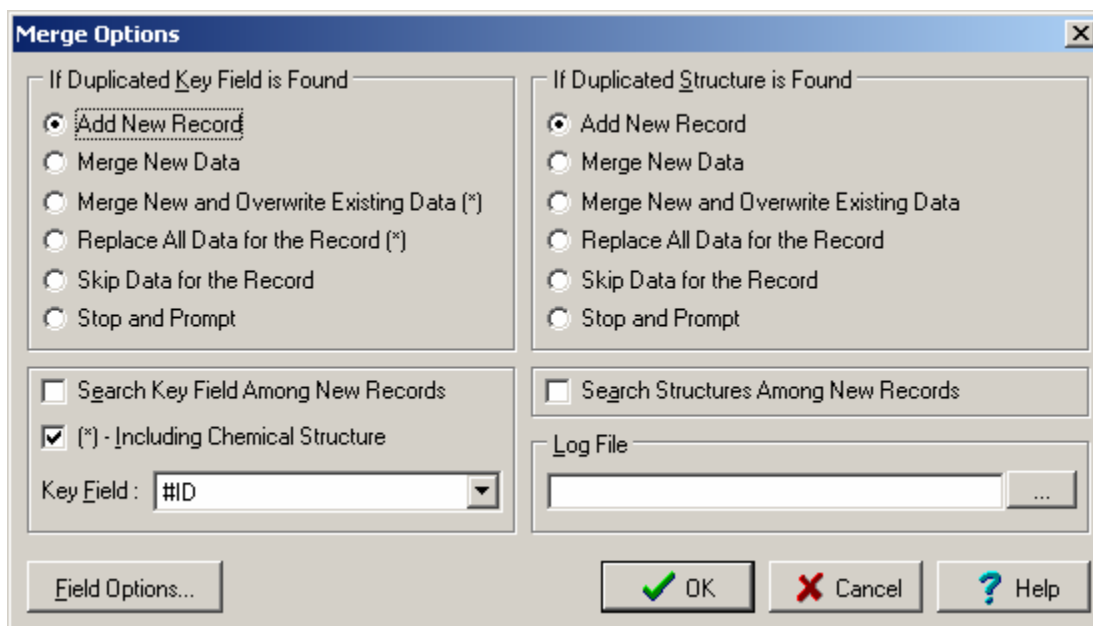 Merge Options
If Duplicated Key Field is Found
Add New Record
Merge New Data
Merge New and Overwrite Existing Data (*)
Replace All Data for the Record (*)
Skip Data for the Record
Stop and Prompt
If Duplicated Structure is Found
Add New Record
Merge New Data
Merge New and Overwrite Existing Data
Replace All Data for the Record
Skip Data for the Record
Stop and Prompt
Search Key Field Among New Records
(*) - Including Chemical Structure
Key Field : #ID
Search Structures Among New Records
Log File
...
Field Options... OK Cancel Help